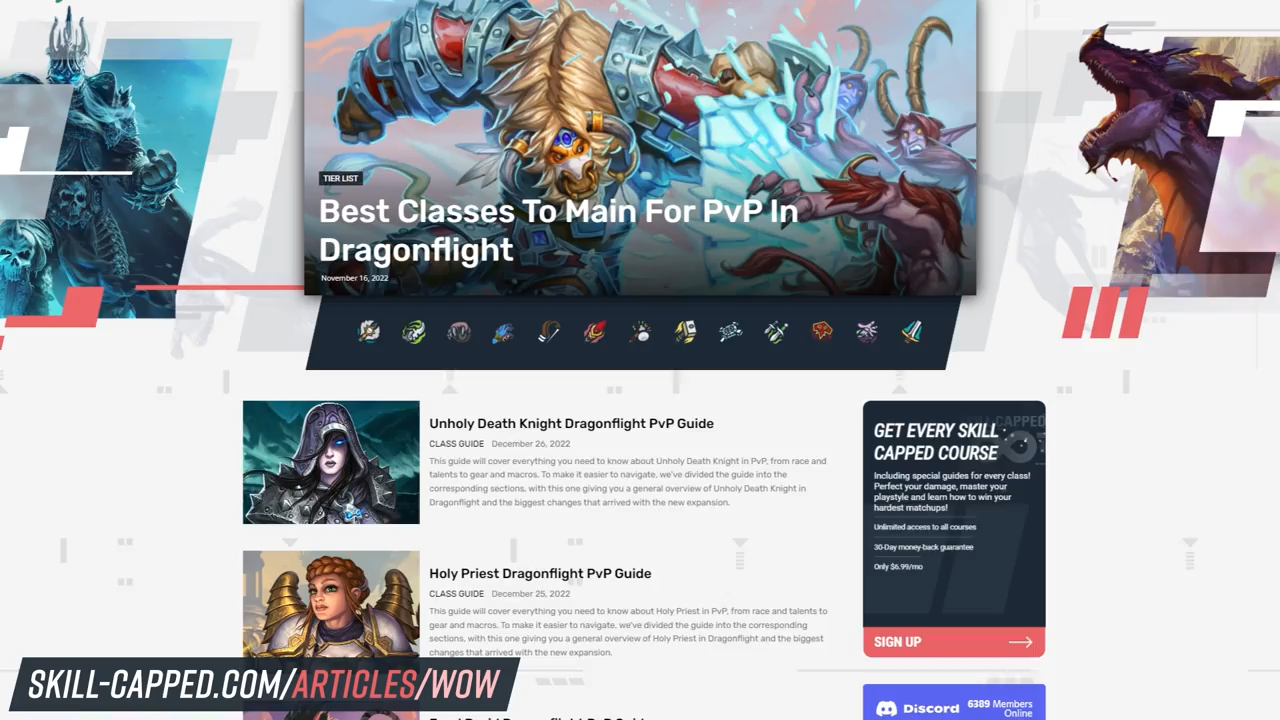 TIER LIST
Best Classes To Main For PvP In
Dragonflight
November 16, 2022
Unholy Death Knight Dragonflight PvP Guide
CLASS GUIDE December 26, 2022
This guide will cover everything you need to know about Unholy Death Knight in PvP, from race and
talents to gear and macros. To make it easier to navigate, we've divided the guide into the
corresponding sections, with this one giving you a general overview of Unholy Death Knight in
Dragonflight and the biggest changes that arrived with the new expansion.
Holy Priest Dragonflight PvP Guide
CLASS GUIDE December 25, 2022
This guide will cover everything you need to know about Holy Priest in PvP, from race and talents to
gear and macros. To make it easier to navigate, we've divided the guide into the corresponding
sections, with this one giving you a general overview of Holy Priest in Dragonflight and the biggest
changes that arrived with the new expansion.
GET EVERY SKILL
CAPPED COURSE
Including special guides for every class!
Perfect your damage, master your
playstyle and learn how to win your
hardest matchups!
Unlimited access to all courses
30-Day money-back guarantee
Only $6.99/mo
SIGN UP
Discord 6389 Members
Online
SKILL-CAPPED.COM/ARTICLES/WOW